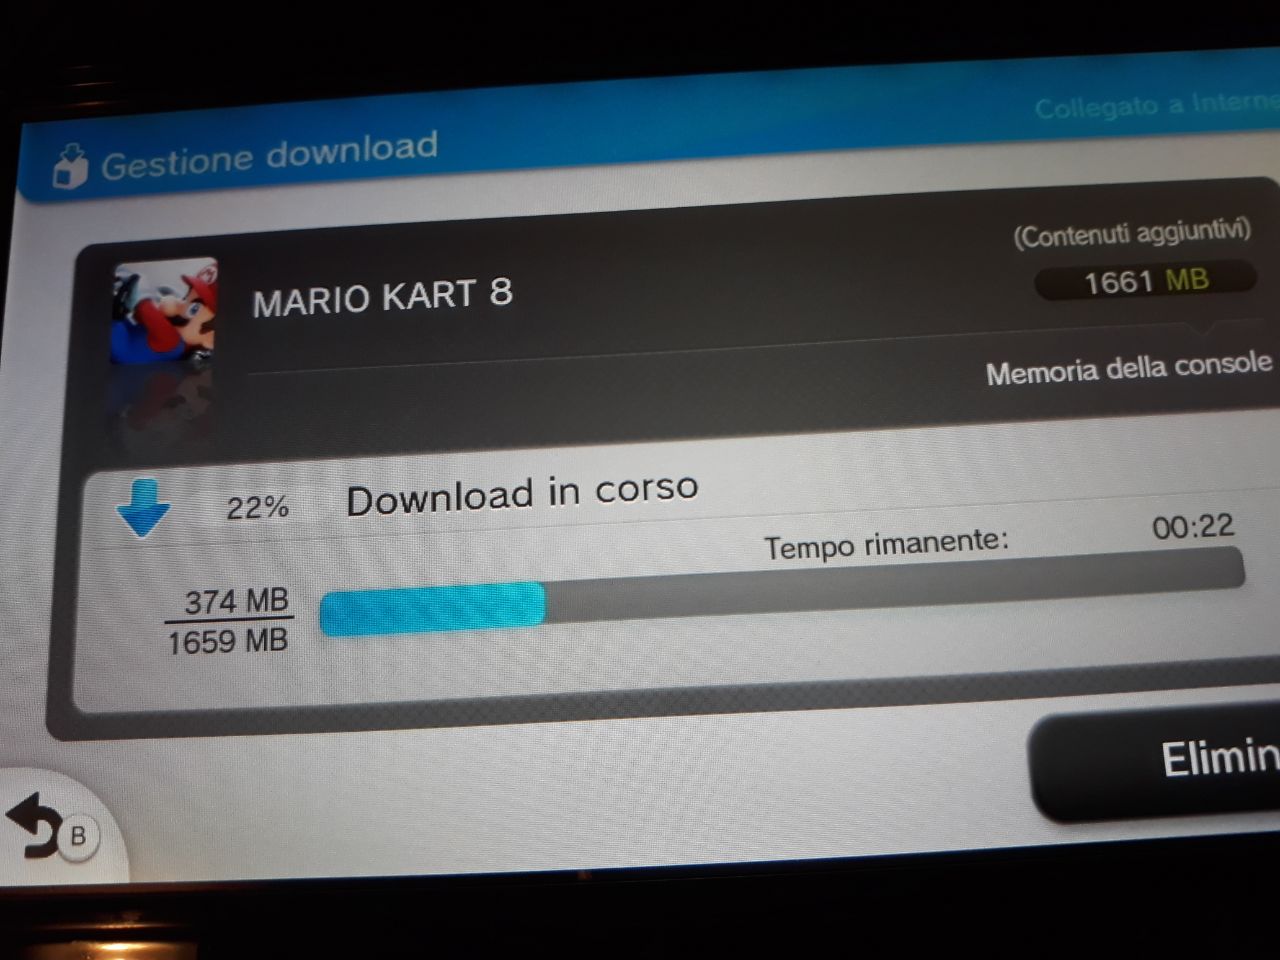 Gestione download
Collegato a Interne
(Contenuti aggiuntivi)
MARIO KART 8
1661 MB
Memoria della console
22%
Download in corso
Tempo rimanente:
00:22
374 MB
1659 MB
Elimin
B